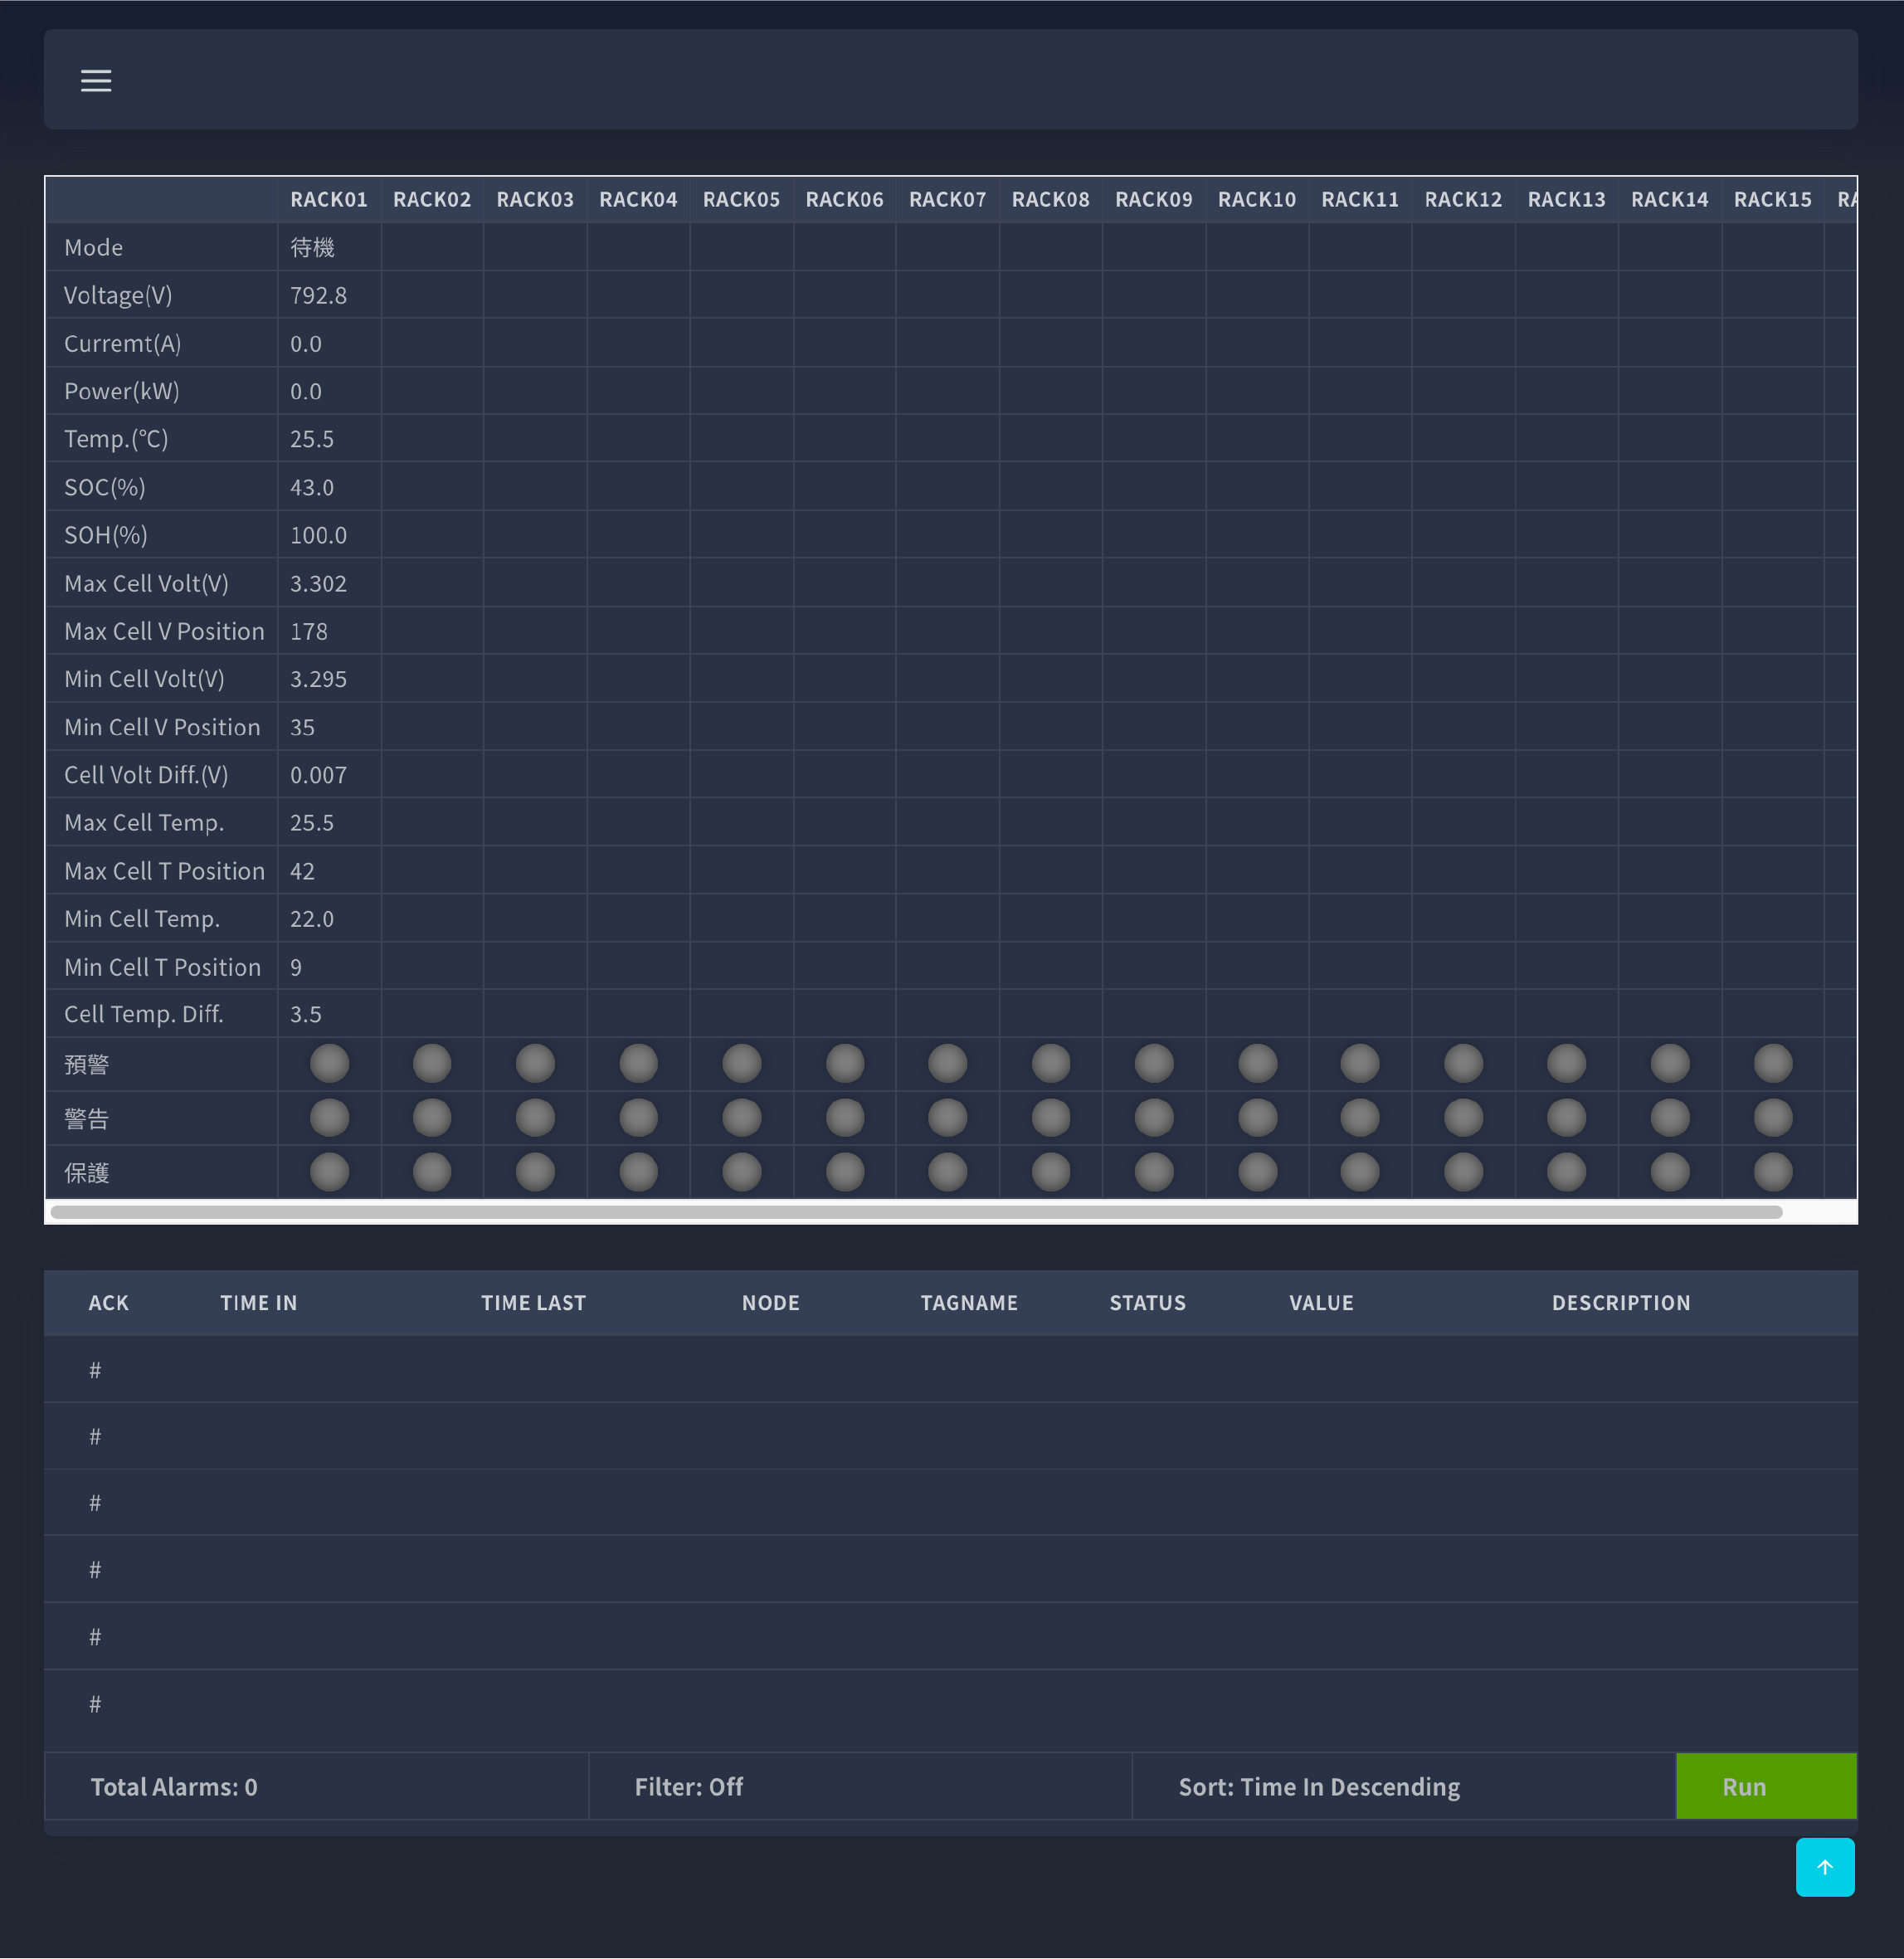 RACK01 RACK02 RACK03 RACK04 RACK05 RACK06 RACK07 RACK08 RACK09 RACK10 RACK11 RACK12 RACK13 RACK14 RACK15 RA
Mode 待機
Voltage(V) 792.8
Curremt(A) 0.0
Power(kW) 0.0
Temp.(℃) 25.5
SOC(%) 43.0
SOH(%) 100.0
Max Cell Volt(V) 3.302
Max Cell V Position 178
Min Cell Volt(V) 3.295
Min Cell V Position 35
Cell Volt Diff.(V) 0.007
Max Cell Temp. 25.5
Max Cell T Position 42
Min Cell Temp. 22.0
Min Cell T Position 9
Cell Temp. Diff. 3.5
預警
警告
保護
ACK TIME IN TIME LAST NODE TAGNAME STATUS VALUE DESCRIPTION
#
#
#
#
#
#
Total Alarms: 0 Filter: Off Sort: Time In Descending Run